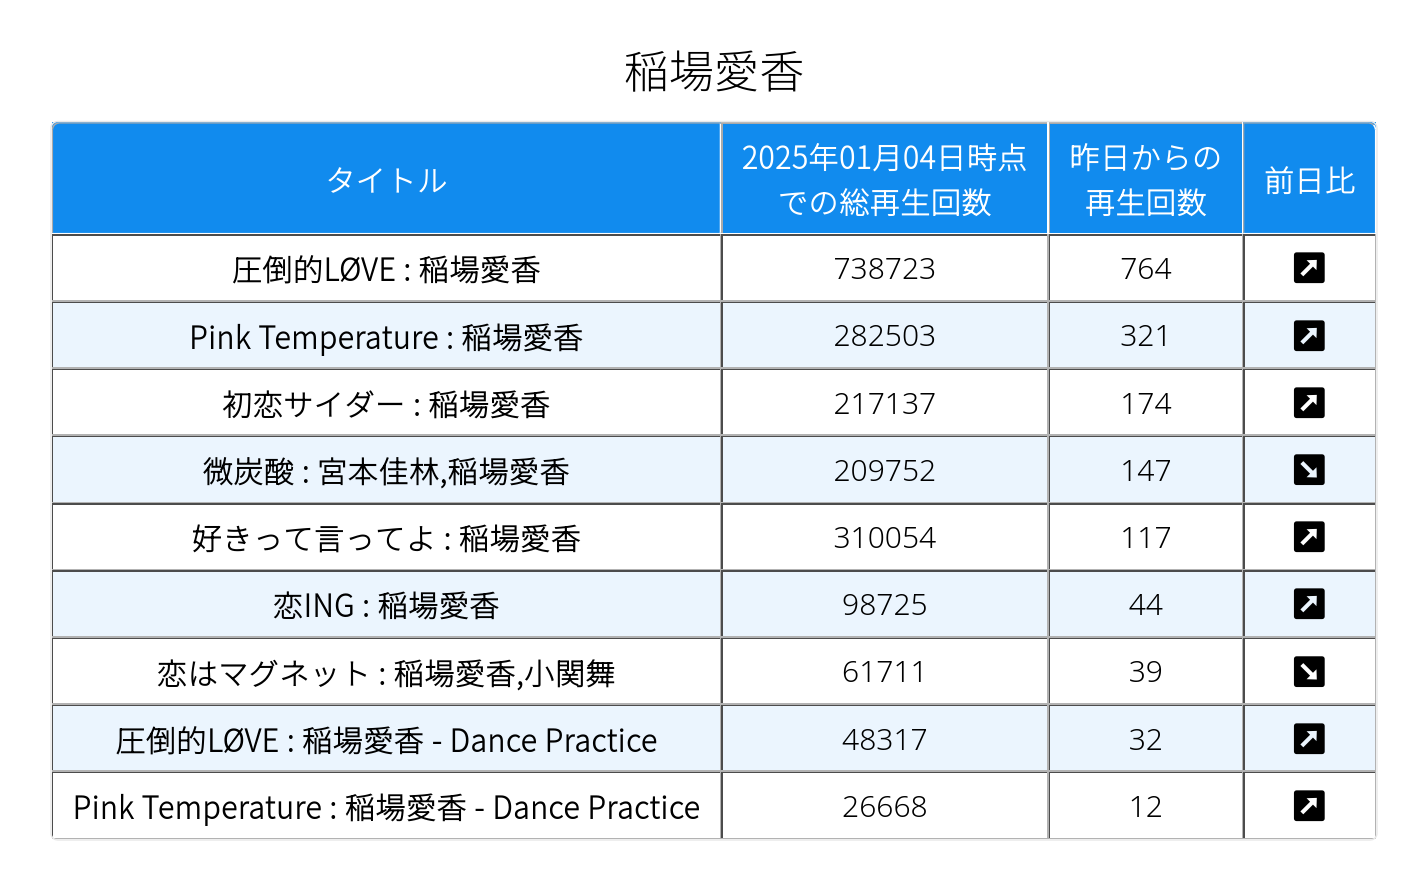 稲場愛香
タイトル
2025年01月04日時点
での総再生回数
昨日からの
再生回数
前日比
圧倒的LØVE : 稲場愛香 738723 764
Pink Temperature : 稲場愛香 282503 321
初恋サイダー : 稲場愛香 217137 174
微炭酸 : 宮本佳林,稲場愛香 209752 147
好きって言ってよ : 稲場愛香 310054 117
恋ING : 稲場愛香 98725 44
恋はマグネット : 稲場愛香,小関舞 61711 39
圧倒的LØVE : 稲場愛香 - Dance Practice 48317 32
Pink Temperature : 稲場愛香 - Dance Practice 26668 12